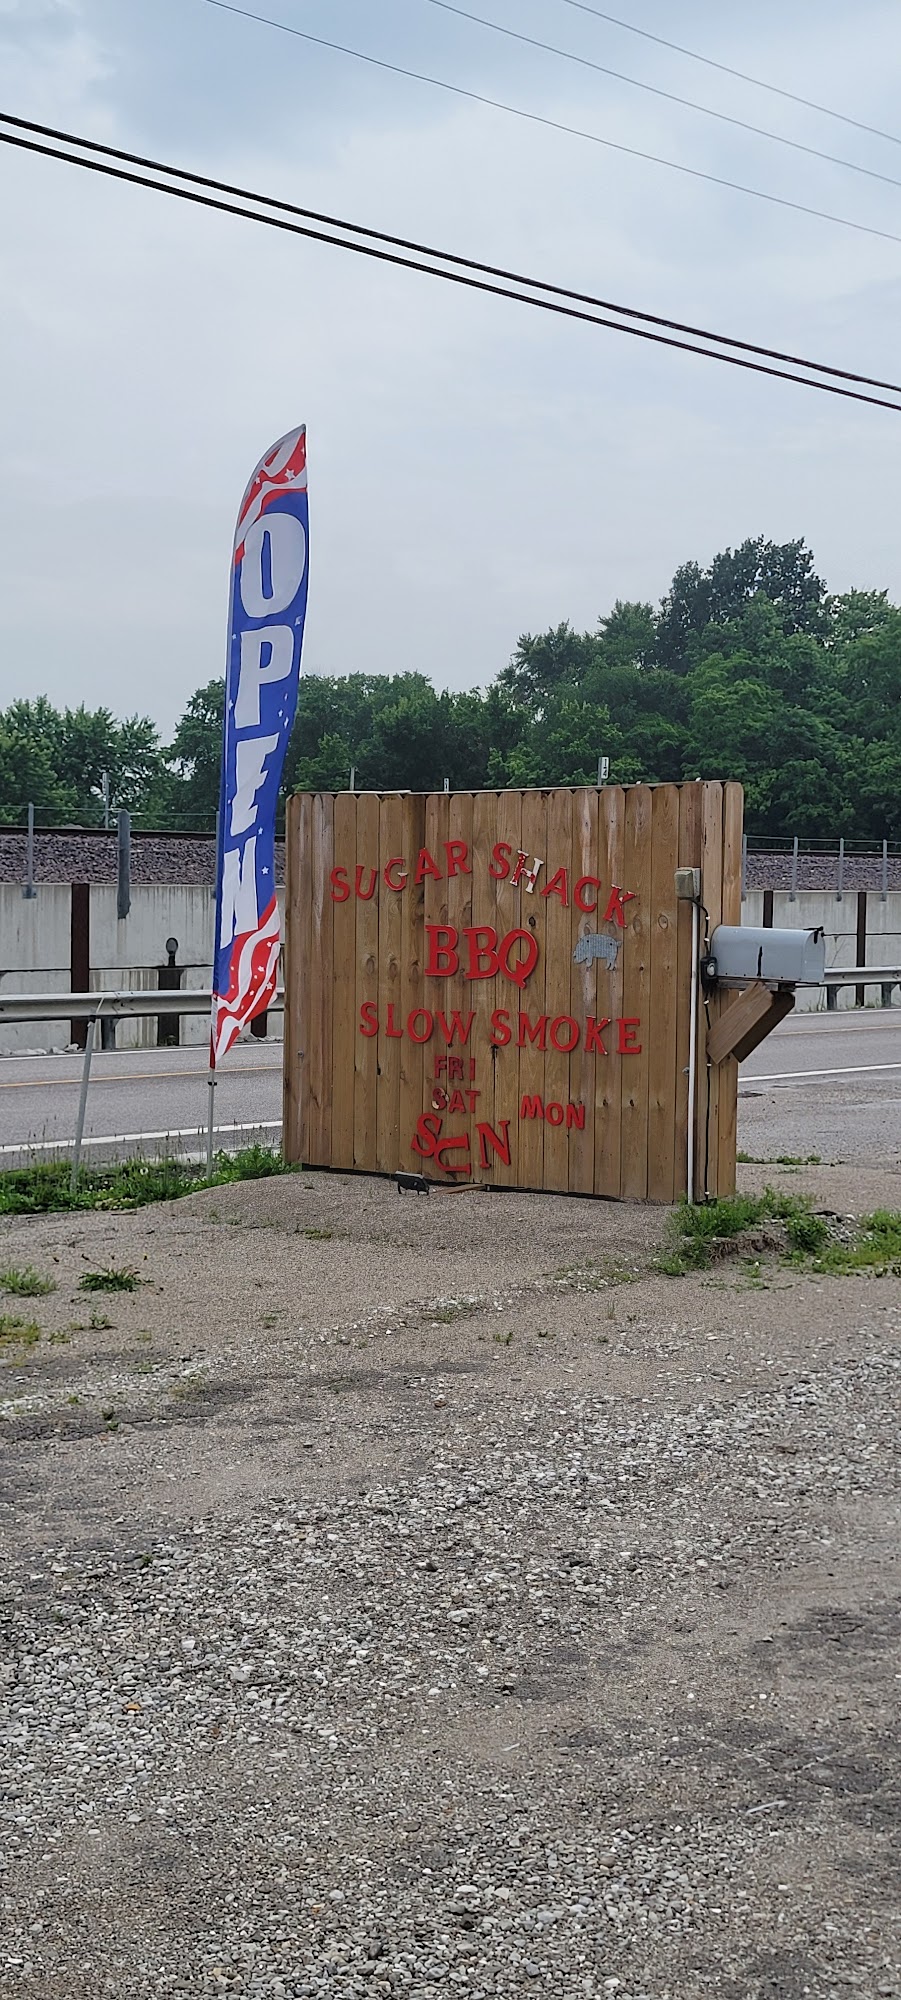 OPEN
SUGAR SHACK
BBQ
SLOW SMOKE
FRI
SAT MON
SUN